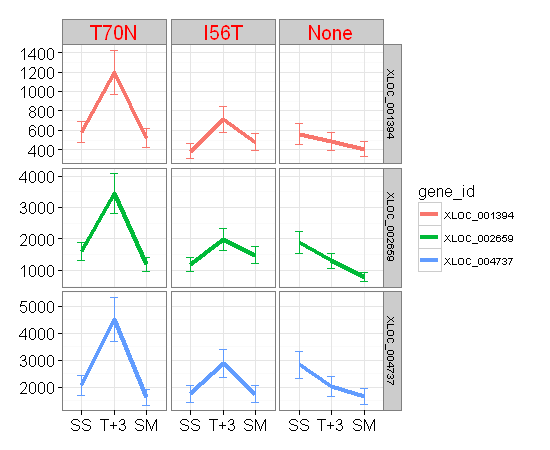 T70N I56T None
1400
1200
1000
800
600
400
XLOC_001394
4000
3000
2000
1000
XLOC_002659
5000
4000
3000
2000
XLOC_004737
SS T+3 SM SS T+3 SM SS T+3 SM
gene_id
XLOC_001394
XLOC_002659
XLOC_004737